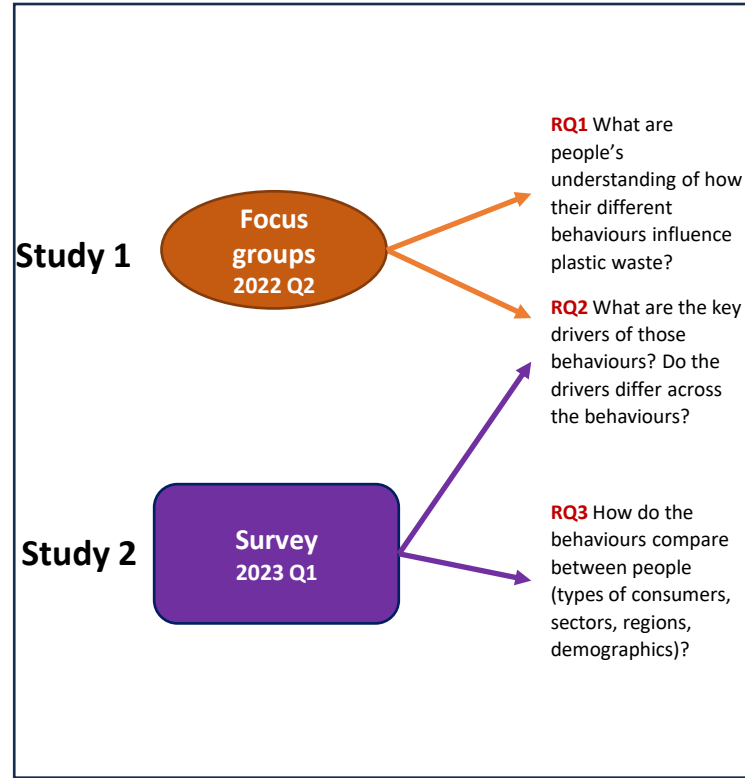 Study 1
Focus
groups
2022 Q2
RQ1 What are
people’s
understanding of how
their different
behaviours influence
plastic waste?
RQ2 What are the key
drivers of those
behaviours? Do the
drivers differ across
the behaviours?
Study 2
Survey
2023 Q1
RQ3 How do the
behaviours compare
between people
(types of consumers,
sectors, regions,
demographics)?